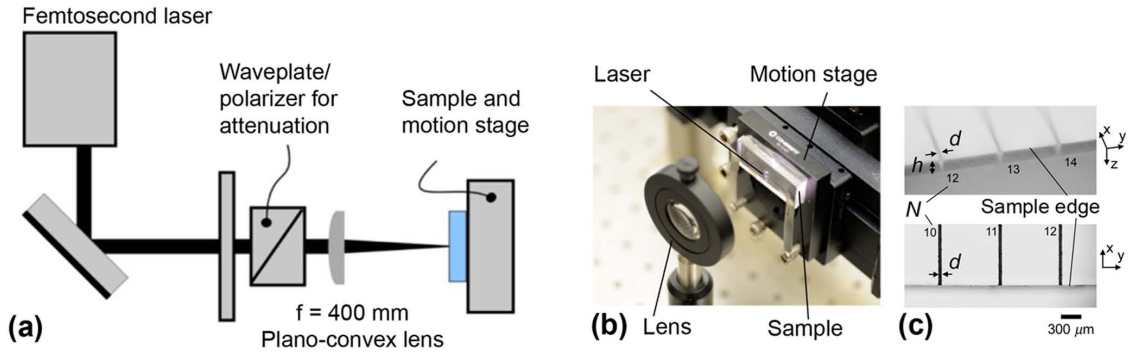 Femtosecond laser
Waveplate/
polarizer for
attenuation
Sample and
motion stage
f = 400 mm
Plano-convex lens
(a)
Laser
Motion stage
Lens
Sample
(b)
d
h
12
13
14
x
y
z
N
Sample edge
10
11
12
d
x
y
(c)
300 μm